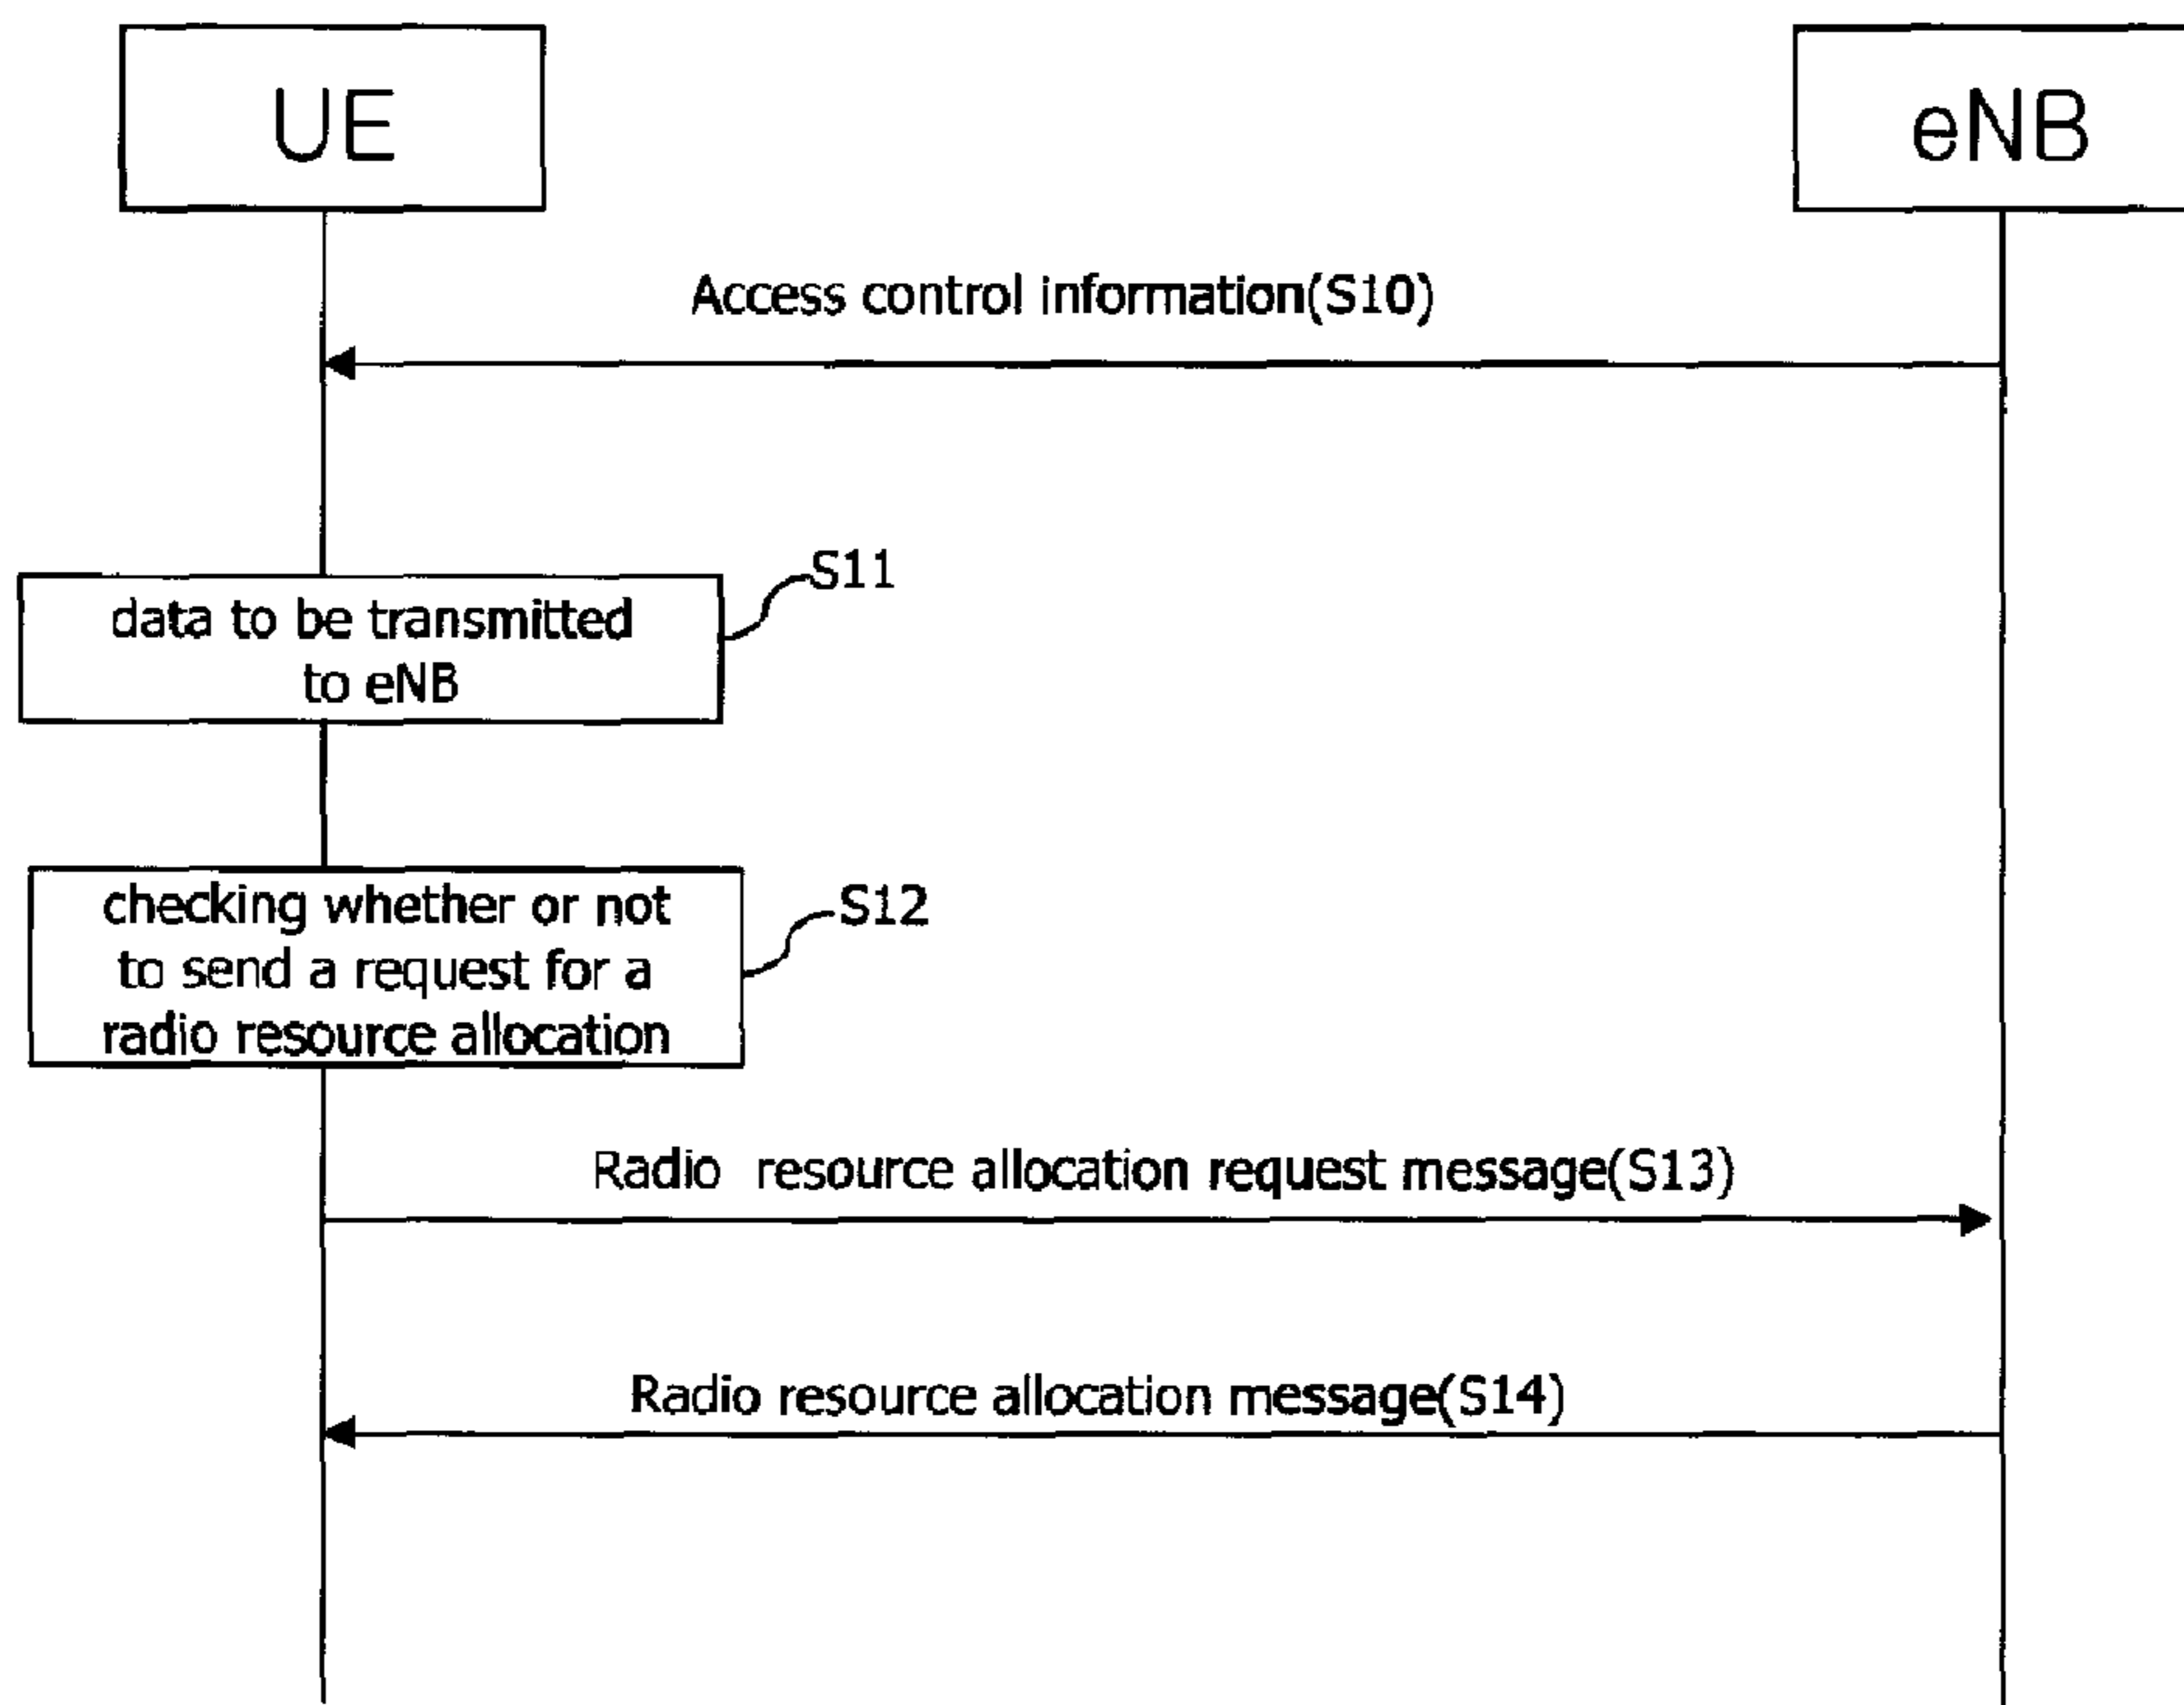 UE
eNB
Access control information(S10)
S11
data to be transmitted
to eNB
S12
checking whether or not
to send a request for a
radio resource allocation
Radio resource allocation request message(S13)
Radio resource allocation message(S14)